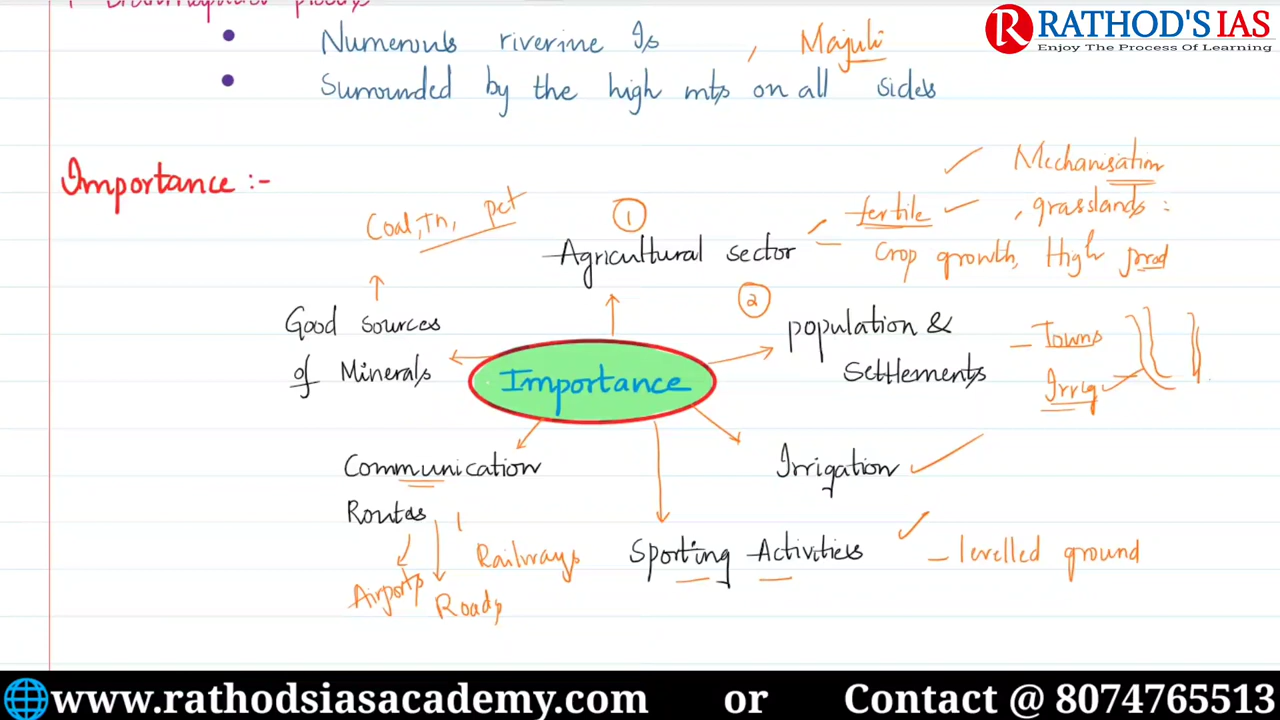 RATHOD'S IAS
Enjoy The Process Of Learning
Numerous riverine Is , Majuli
Surrounded by the high mts on all sides
Importance :-
Mechanisation
fertile , grasslands :
Coal, Tn, pet
①
Agricultural sector
Crop growth, High prod
②
Good sources
of Minerals
population &
Settlements
Towns
Irrig
Importance
Communication
Routes
Irrigation
Railways
Sporting Activities
levelled ground
Airports
Roads
www.rathodsiasacademy.com or Contact @ 8074765513